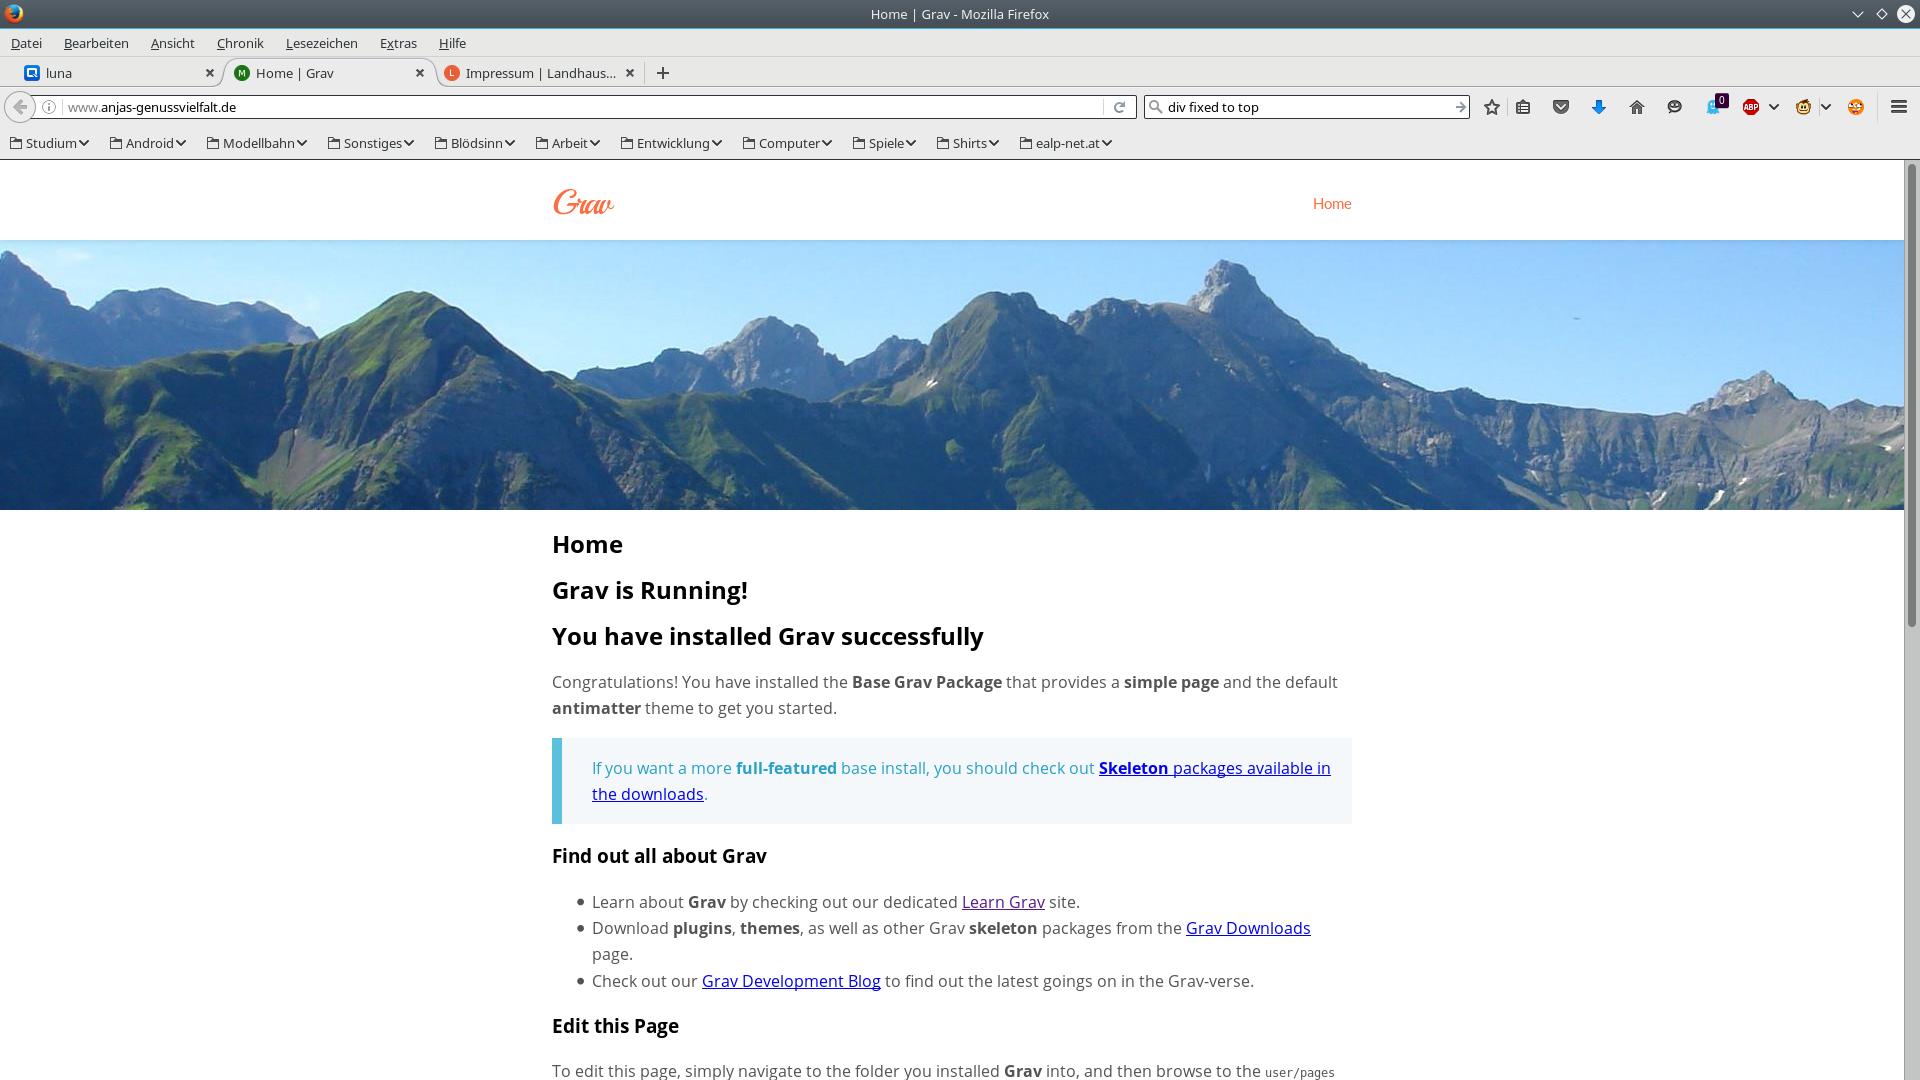 Home | Grav - Mozilla Firefox
Datei Bearbeiten Ansicht Chronik Lesezeichen Extras Hilfe
luna Home | Grav Impressum | Landhaus...
www.anjas-genussvielfalt.de div fixed to top 0 ABP
Studium Android Modellbahn Sonstiges Blödsinn Arbeit Entwicklung Computer Spiele Shirts ealp-net.at
Grav Home
Home
Grav is Running!
You have installed Grav successfully
Congratulations! You have installed the Base Grav Package that provides a simple page and the default
antimatter theme to get you started.
If you want a more full-featured base install, you should check out Skeleton packages available in
the downloads.
Find out all about Grav
Learn about Grav by checking out our dedicated Learn Grav site.
Download plugins, themes, as well as other Grav skeleton packages from the Grav Downloads
page.
Check out our Grav Development Blog to find out the latest goings on in the Grav-verse.
Edit this Page
To edit this page, simply navigate to the folder you installed Grav into, and then browse to the user/pages